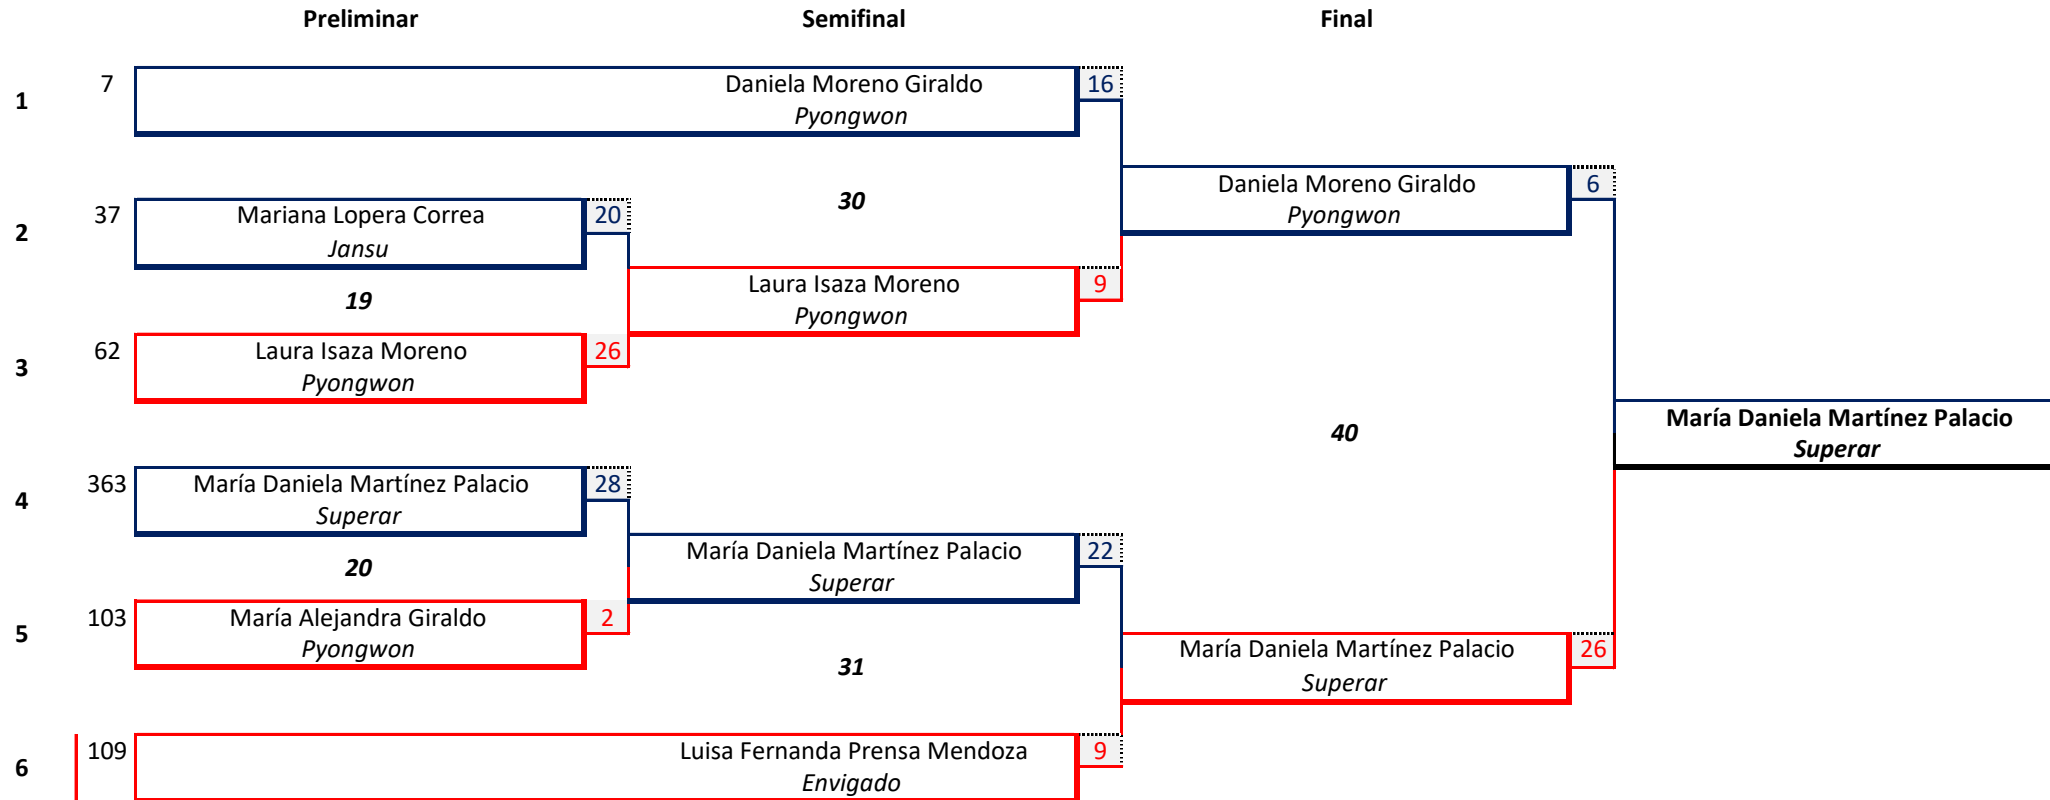 Preliminar Semifinal Final
7 Daniela Moreno Giraldo 16
1 Pyongwon
30 Daniela Moreno Giraldo 6
37 Mariana Lopera Correa 20 Pyongwon
2 Jansu
19 Laura Isaza Moreno 9
Pyongwon
62 Laura Isaza Moreno 26
3 Pyongwon
María Daniela Martínez Palacio
40 Superar
363 María Daniela Martínez Palacio 28
4 Superar
María Daniela Martínez Palacio 22
20 Superar
103 María Alejandra Giraldo 2
5 Pyongwon
María Daniela Martínez Palacio 26
31 Superar
109 Luisa Fernanda Prensa Mendoza 9
6 Envigado